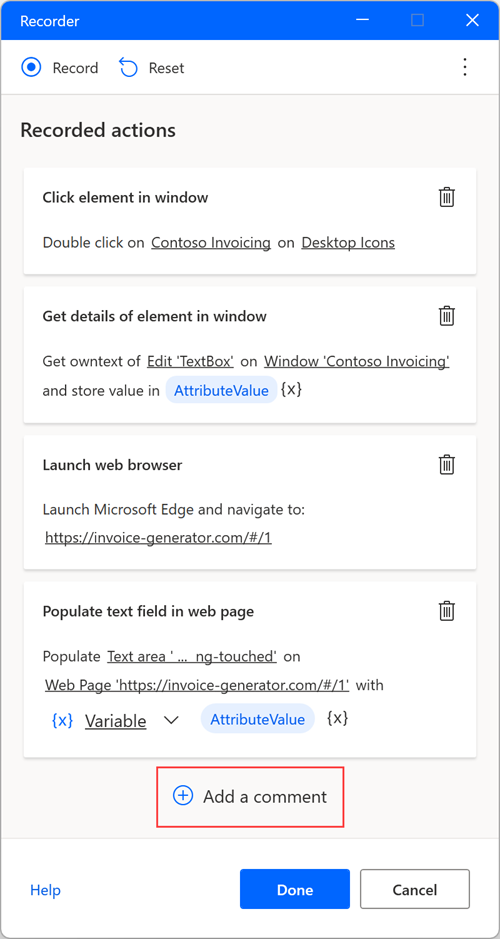 Recorder
Record Reset
Recorded actions
Click element in window
Double click on Contoso Invoicing on Desktop Icons
Get details of element in window
Get owntext of Edit 'TextBox' on Window 'Contoso Invoicing'
and store value in AttributeValue {x}
Launch web browser
Launch Microsoft Edge and navigate to:
https://invoice-generator.com/#/1
Populate text field in web page
Populate Text area ' ... ng-touched' on
Web Page 'https://invoice-generator.com/#/1' with
{x} Variable AttributeValue {x}
Add a comment
Help Done Cancel